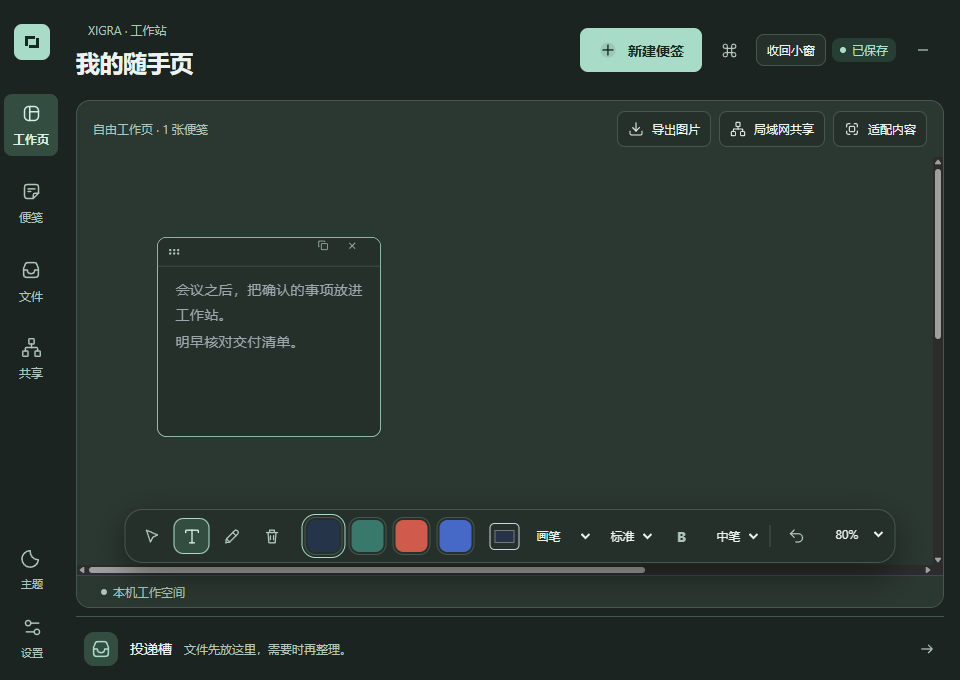 XIGRA · 工作站
我的随手页
新建便签
收回小窗
已保存
工作页
便笺
文件
共享
主题
设置
自由工作页 · 1 张便笺
导出图片
局域网共享
适配内容
会议之后，把确认的事项放进
工作站。
明早核对交付清单。
T
画笔
标准
B
中笔
80%
本机工作空间
投递槽
文件先放这里，需要时再整理。